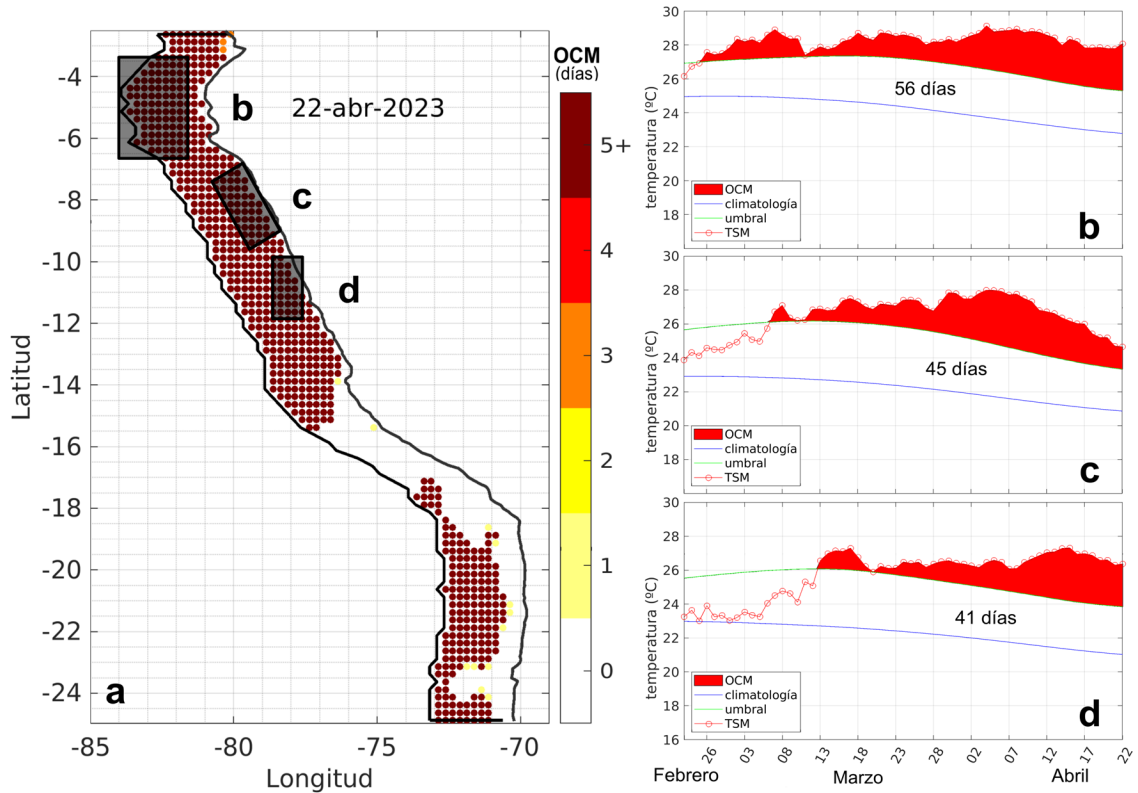 OCM
(días)
22-abr-2023
-4
-6
-8
-10
-12
-14
-16
-18
-20
-22
-24
Latitud
-85
-80
-75
-70
Longitud
a
b
c
d
5+
4
3
2
1
0
30
28
26
24
22
20
18
16
temperatura (ºC)
56 días
OCM
climatología
umbral
TSM
b
30
28
26
24
22
20
18
16
temperatura (ºC)
45 días
OCM
climatología
umbral
TSM
c
30
28
26
24
22
20
18
16
temperatura (ºC)
41 días
OCM
climatología
umbral
TSM
d
26
03
08
13
18
23
28
02
07
12
17
22
Febrero
Marzo
Abril